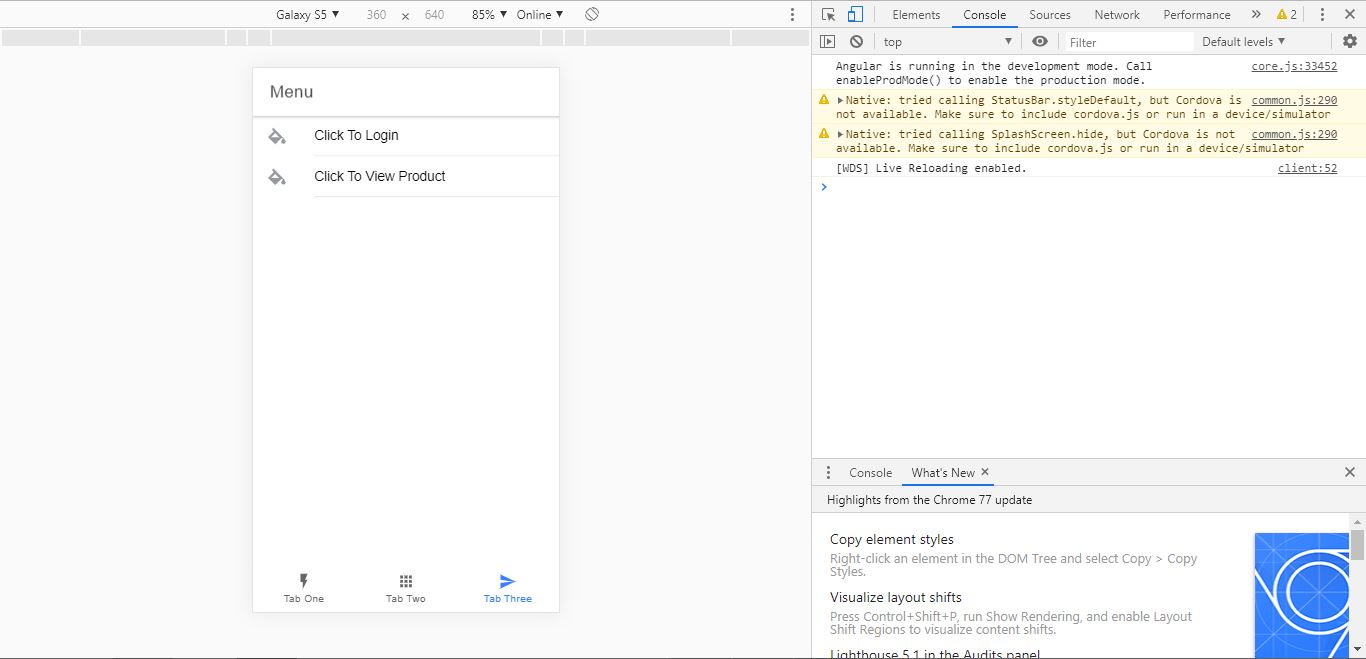 Galaxy S5 ▼ 360 × 640 85% ▼ Online ▼
Menu
Click To Login
Click To View Product
Tab One Tab Two Tab Three
Elements Console Sources Network Performance » 2
top ▼ Filter Default levels ▼
Angular is running in the development mode. Call core.js:33452
enableProdMode() to enable the production mode.
Native: tried calling StatusBar.styleDefault, but Cordova is common.js:290
not available. Make sure to include cordova.js or run in a device/simulator
Native: tried calling SplashScreen.hide, but Cordova is not common.js:290
available. Make sure to include cordova.js or run in a device/simulator
[WDS] Live Reloading enabled. client:52
Console What's New ×
Highlights from the Chrome 77 update
Copy element styles
Right-click an element in the DOM Tree and select Copy > Copy
Styles.
Visualize layout shifts
Press Control+Shift+P, run Show Rendering, and enable Layout
Shift Regions to visualize content shifts.
Lighthouse 5.1 in the Audits panel